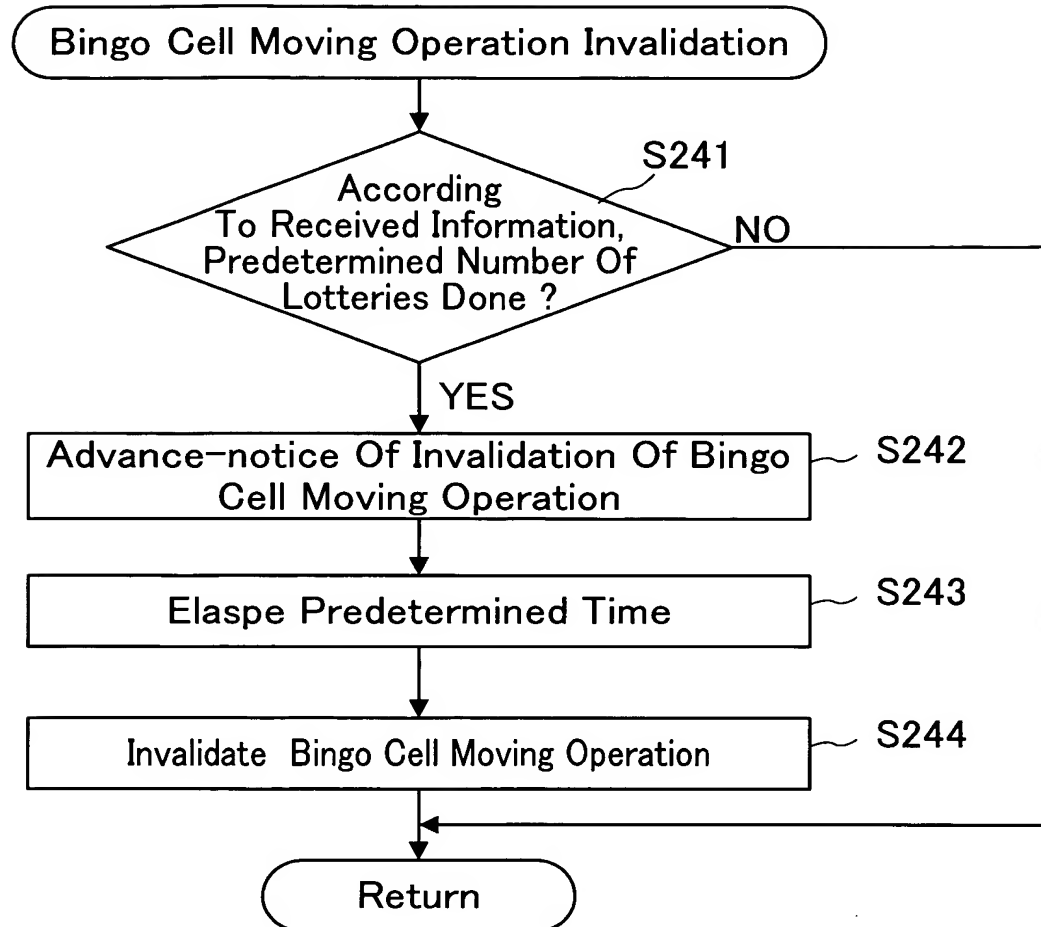 Bingo Cell Moving Operation Invalidation
S241
According
To Received Information,
Predetermined Number Of
Lotteries Done ?
NO
YES
Advance-notice Of Invalidation Of Bingo
Cell Moving Operation
S242
Elaspe Predetermined Time
S243
Invalidate Bingo Cell Moving Operation
S244
Return